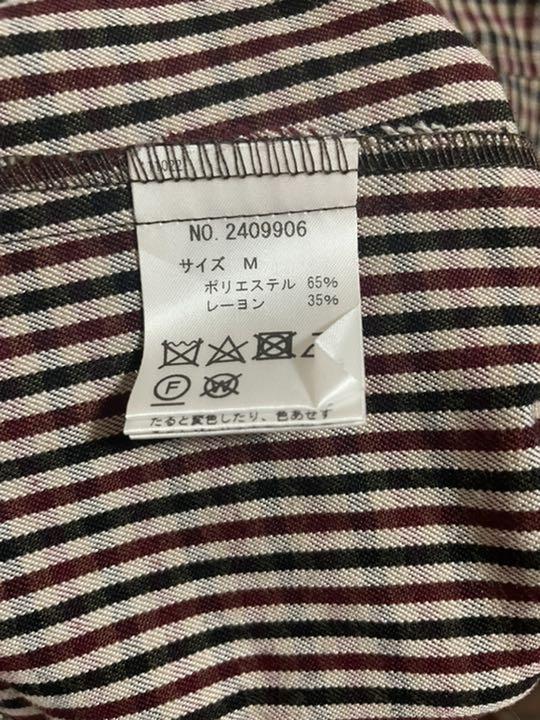 NO. 2409906
サイズ M
ポリエステル 65%
レーヨン 35%
F W
たると変色したり、色あせす